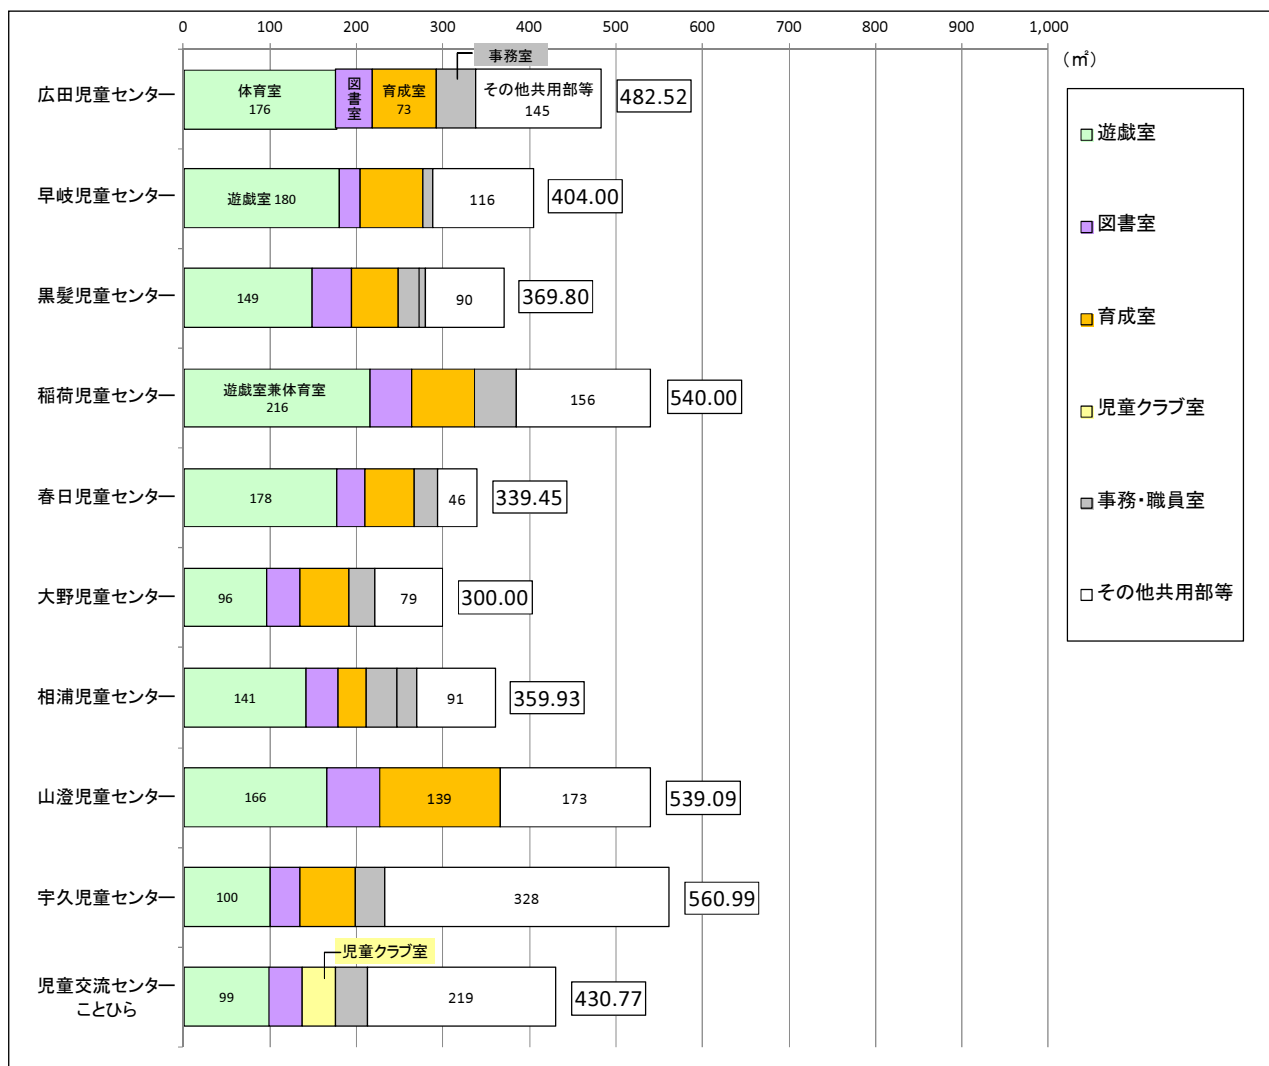 0 100 200 300 400 500 600 700 800 900 1,000
(㎡)
事務室
広田児童センター
体育室
176
図書室
育成室
73
その他共用部等
145
482.52
早岐児童センター
遊戯室 180
116
404.00
黒髪児童センター
149
90
369.80
稲荷児童センター
遊戯室兼体育室
216
156
540.00
春日児童センター
178
46
339.45
大野児童センター
96
79
300.00
相浦児童センター
141
91
359.93
山澄児童センター
166
139
173
539.09
宇久児童センター
100
328
560.99
児童クラブ室
児童交流センター
ことひら
99
219
430.77
遊戯室
図書室
育成室
児童クラブ室
事務・職員室
その他共用部等